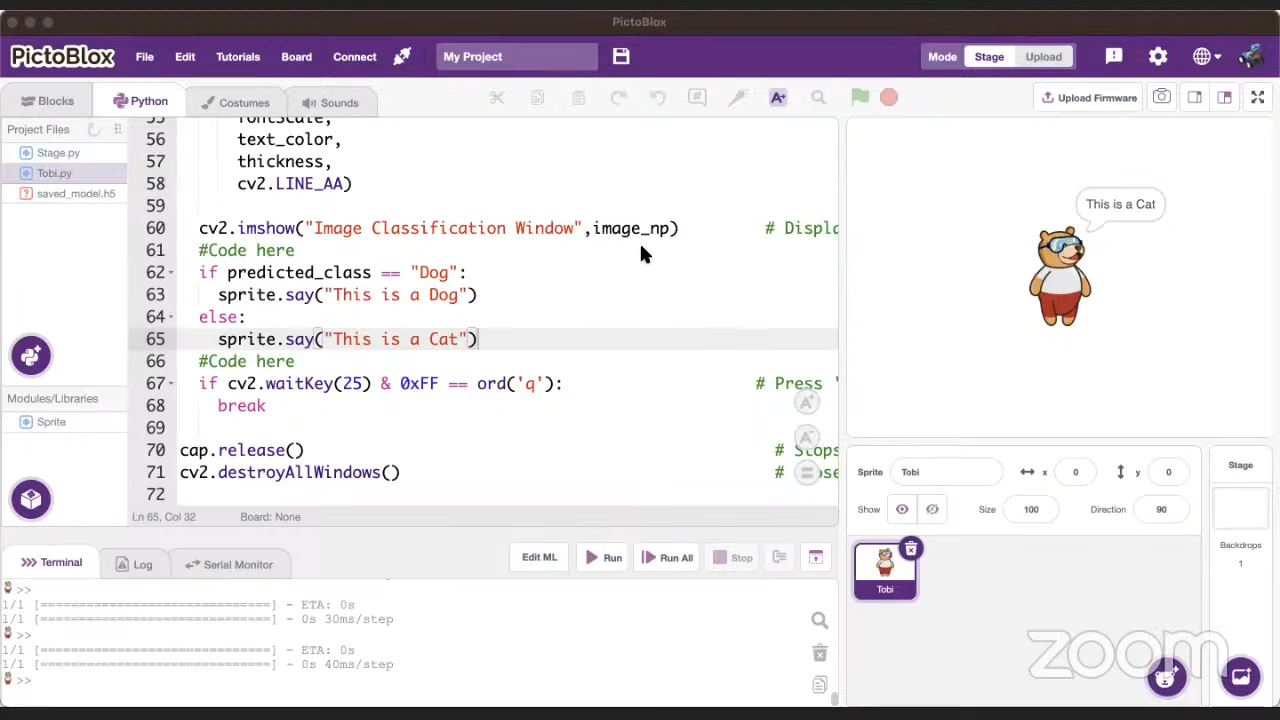 PictoBlox
PictoBlox File Edit Tutorials Board Connect My Project Mode Stage Upload
Blocks Python Costumes Sounds Upload Firmware
Project Files
Stage.py
Tobi.py
saved_model.h5
Modules/Libraries
Sprite
55 fontScale,
56 text_color,
57 thickness,
58 cv2.LINE_AA)
59
60 cv2.imshow("Image Classification Window",image_np) # Displa
61 #Code here
62 if predicted_class == "Dog":
63 sprite.say("This is a Dog")
64 else:
65 sprite.say("This is a Cat")
66 #Code here
67 if cv2.waitKey(25) & 0xFF == ord('q'): # Press '
68 break
69
70 cap.release() # Stops
71 cv2.destroyAllWindows() #
72
Ln 65, Col 32 Board: None
This is a Cat
Sprite Tobi x 0 y 0
Show Size 100 Direction 90
Tobi
Stage
Backdrops
1
Terminal Log Serial Monitor Edit ML Run Run All Stop
>>
1/1 [==============================] - ETA: 0s
1/1 [==============================] - 0s 30ms/step
>>
1/1 [==============================] - ETA: 0s
1/1 [==============================] - 0s 40ms/step
>>
zoom